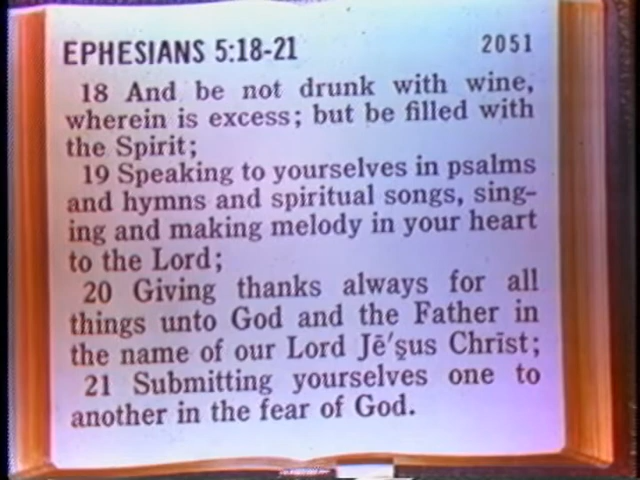 EPHESIANS 5:18-21 2051
18 And be not drunk with wine,
wherein is excess; but be filled with
the Spirit;
19 Speaking to yourselves in psalms
and hymns and spiritual songs, sing-
ing and making melody in your heart
to the Lord;
20 Giving thanks always for all
things unto God and the Father in
the name of our Lord Jē'ṣus Chrīst;
21 Submitting yourselves one to
another in the fear of God.